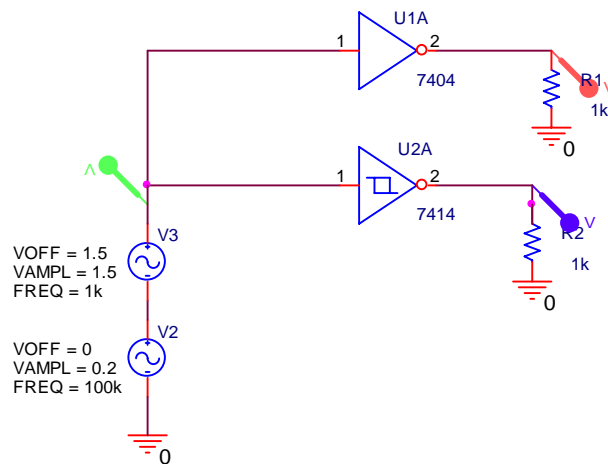 U1A
1
2
7404
R1
V
1k
0
U2A
1
2
7414
V
R2
1k
0
V
V3
VOFF = 1.5
VAMPL = 1.5
FREQ = 1k
V2
VOFF = 0
VAMPL = 0.2
FREQ = 100k
0